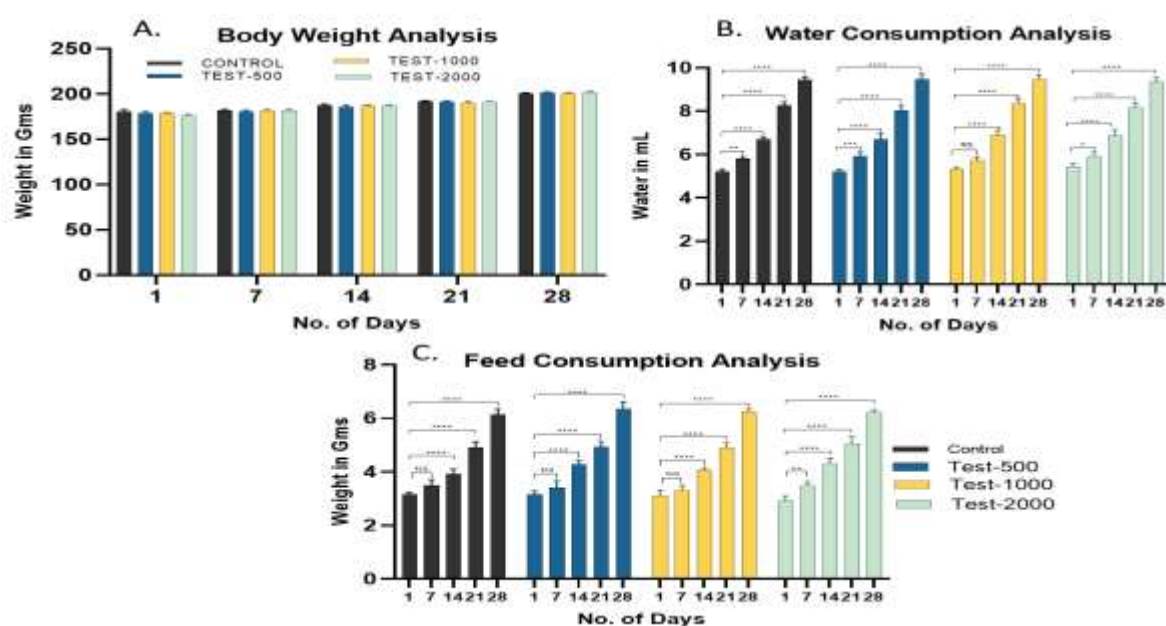 A.
Body Weight Analysis
CONTROL
TEST-500
TEST-1000
TEST-2000
250
200
150
100
50
0
Weight in Gms
1 7 14 21 28
No. of Days
B.
Water Consumption Analysis
10
8
6
4
2
0
Water in mL
** **** **** ****
*** **** **** ****
NS **** **** ****
* **** **** ****
1 7 14 21 28 1 7 14 21 28 1 7 14 21 28 1 7 14 21 28
No. of Days
C.
Feed Consumption Analysis
8
6
4
2
0
Weight in Gms
NS **** **** ****
NS **** **** ****
NS **** **** ****
**** **** ****
1 7 14 21 28 1 7 14 21 28 1 7 14 21 28 1 7 14 21 28
No. of Days
Control
Test-500
Test-1000
Test-2000